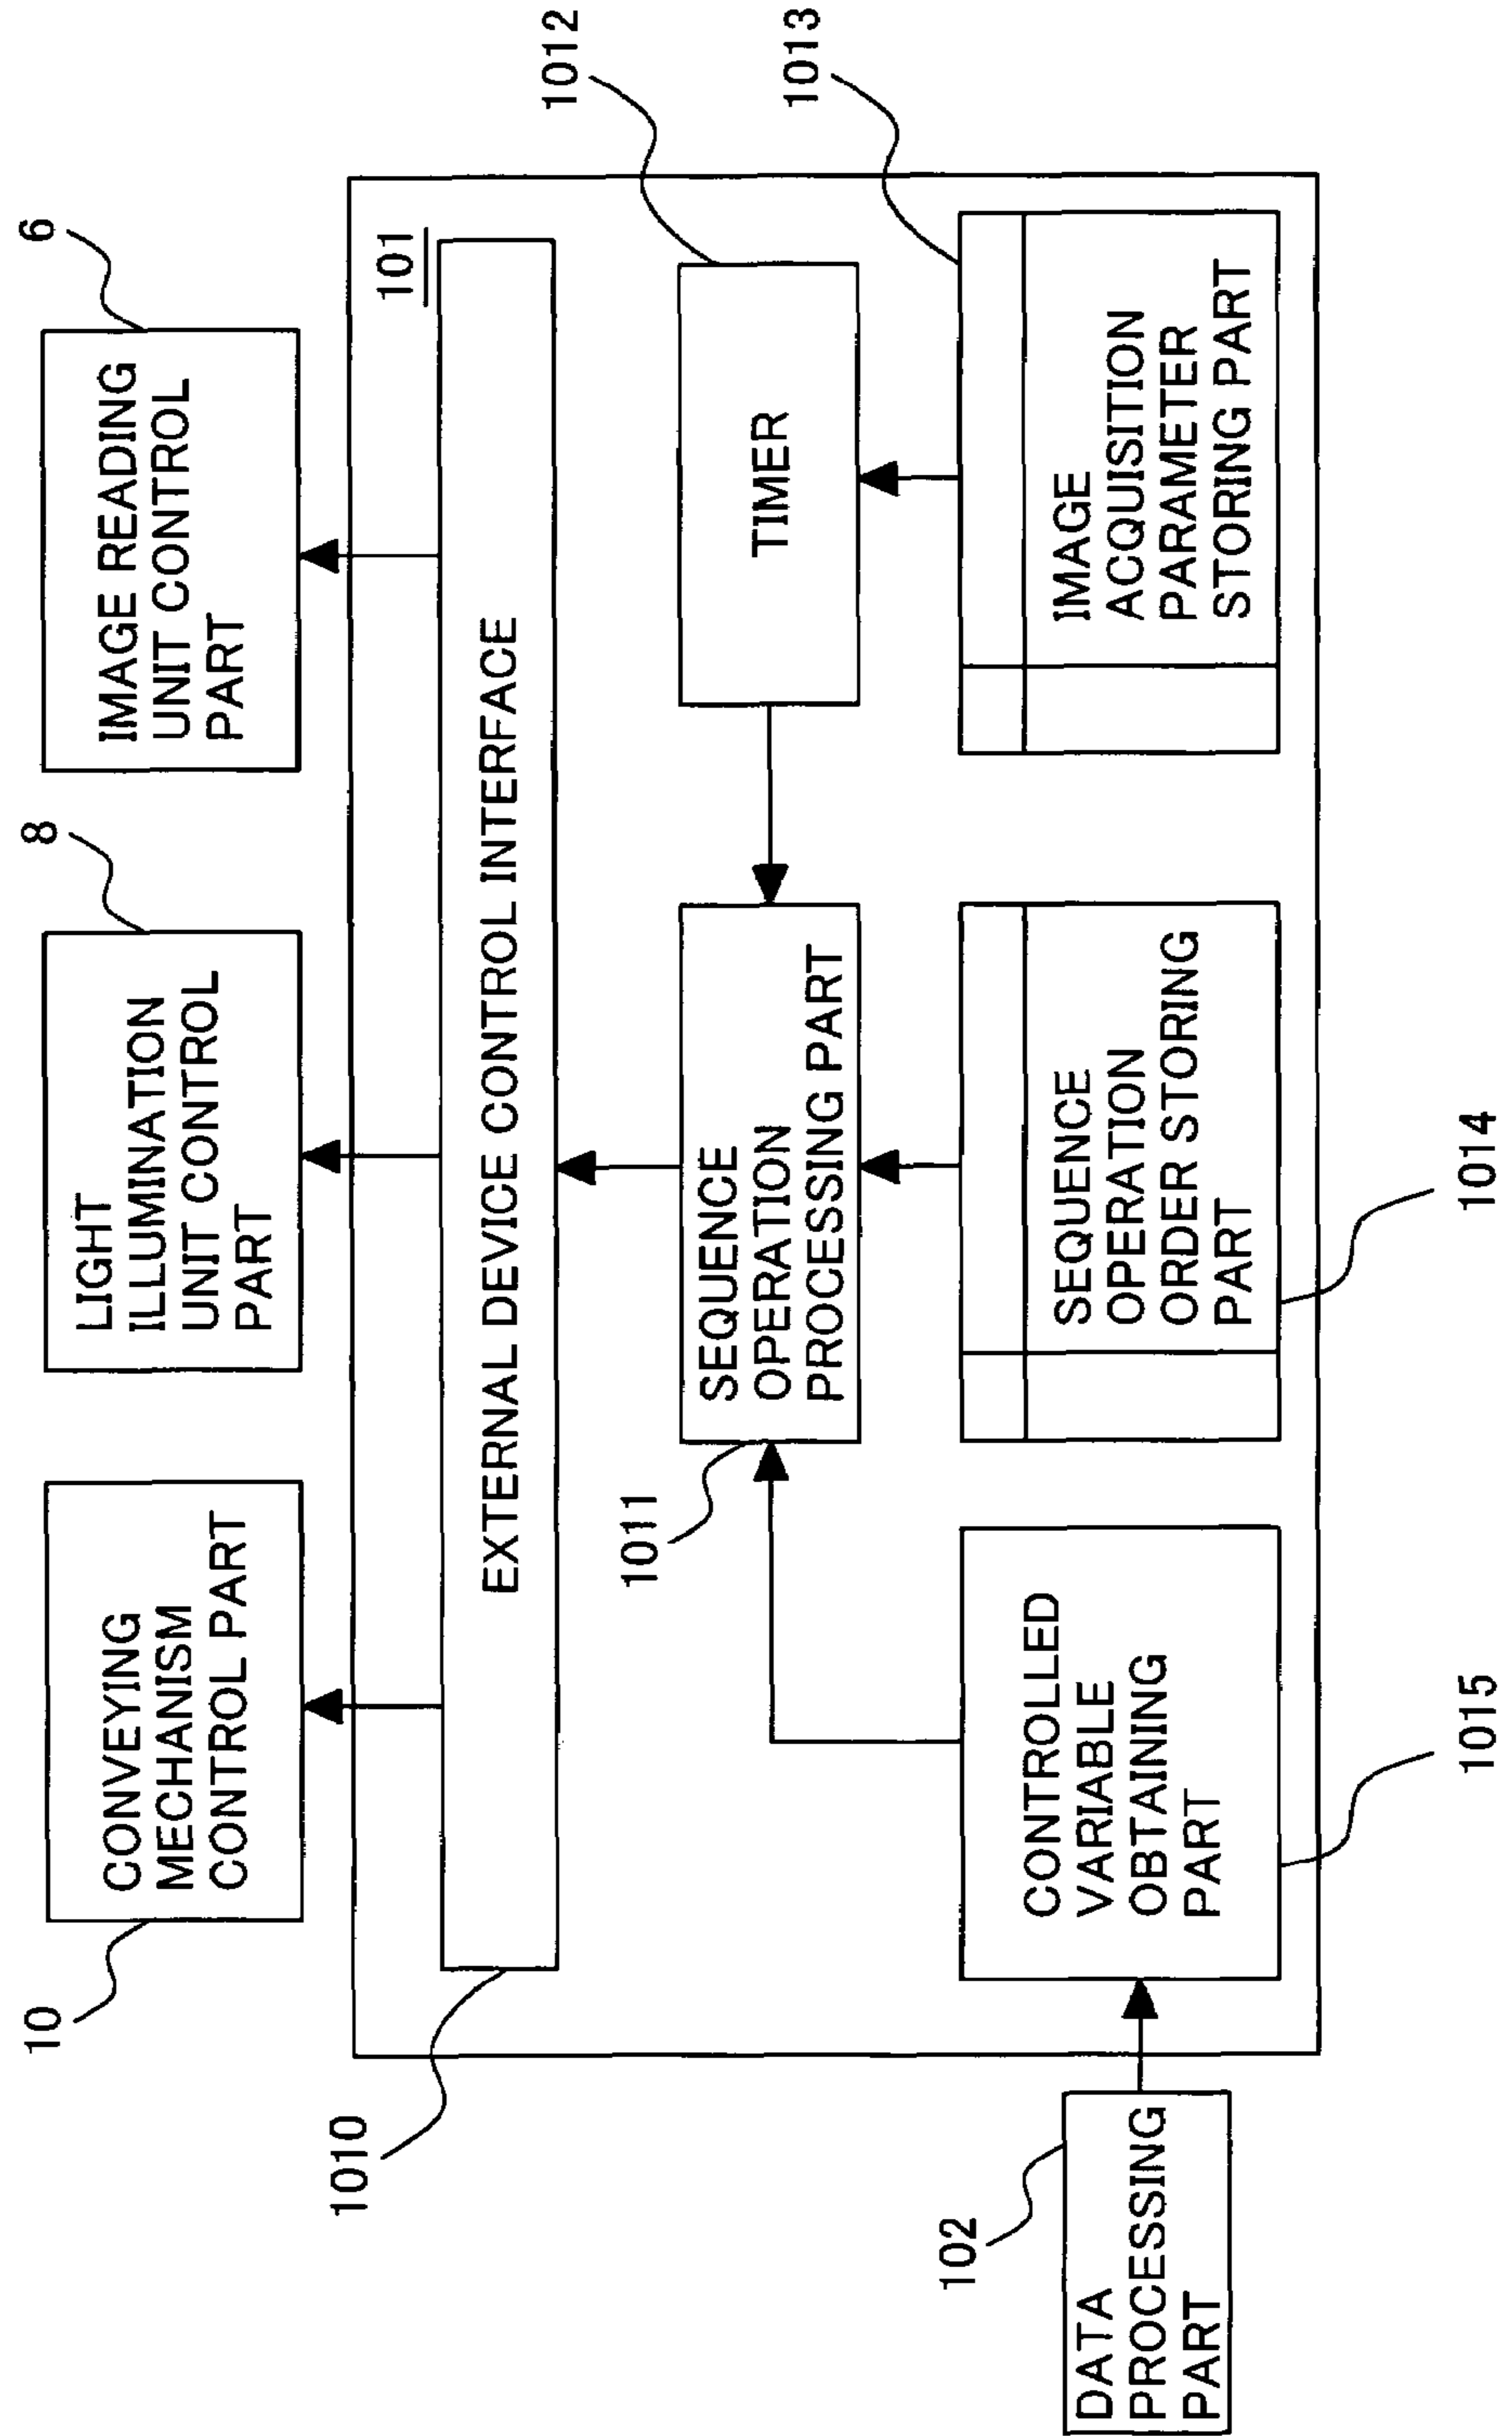 10
CONVEYING
MECHANISM
CONTROL PART
8
LIGHT
ILLUMINATION
UNIT CONTROL
PART
6
IMAGE READING
UNIT CONTROL
PART
101
1010
EXTERNAL DEVICE CONTROL INTERFACE
1011
SEQUENCE
OPERATION
PROCESSING PART
TIMER
1012
102
DATA
PROCESSING
PART
CONTROLLED
VARIABLE
OBTAINING
PART
1015
SEQUENCE
OPERATION
ORDER STORING
PART
1014
IMAGE
ACQUISITION
PARAMETER
STORING PART
1013